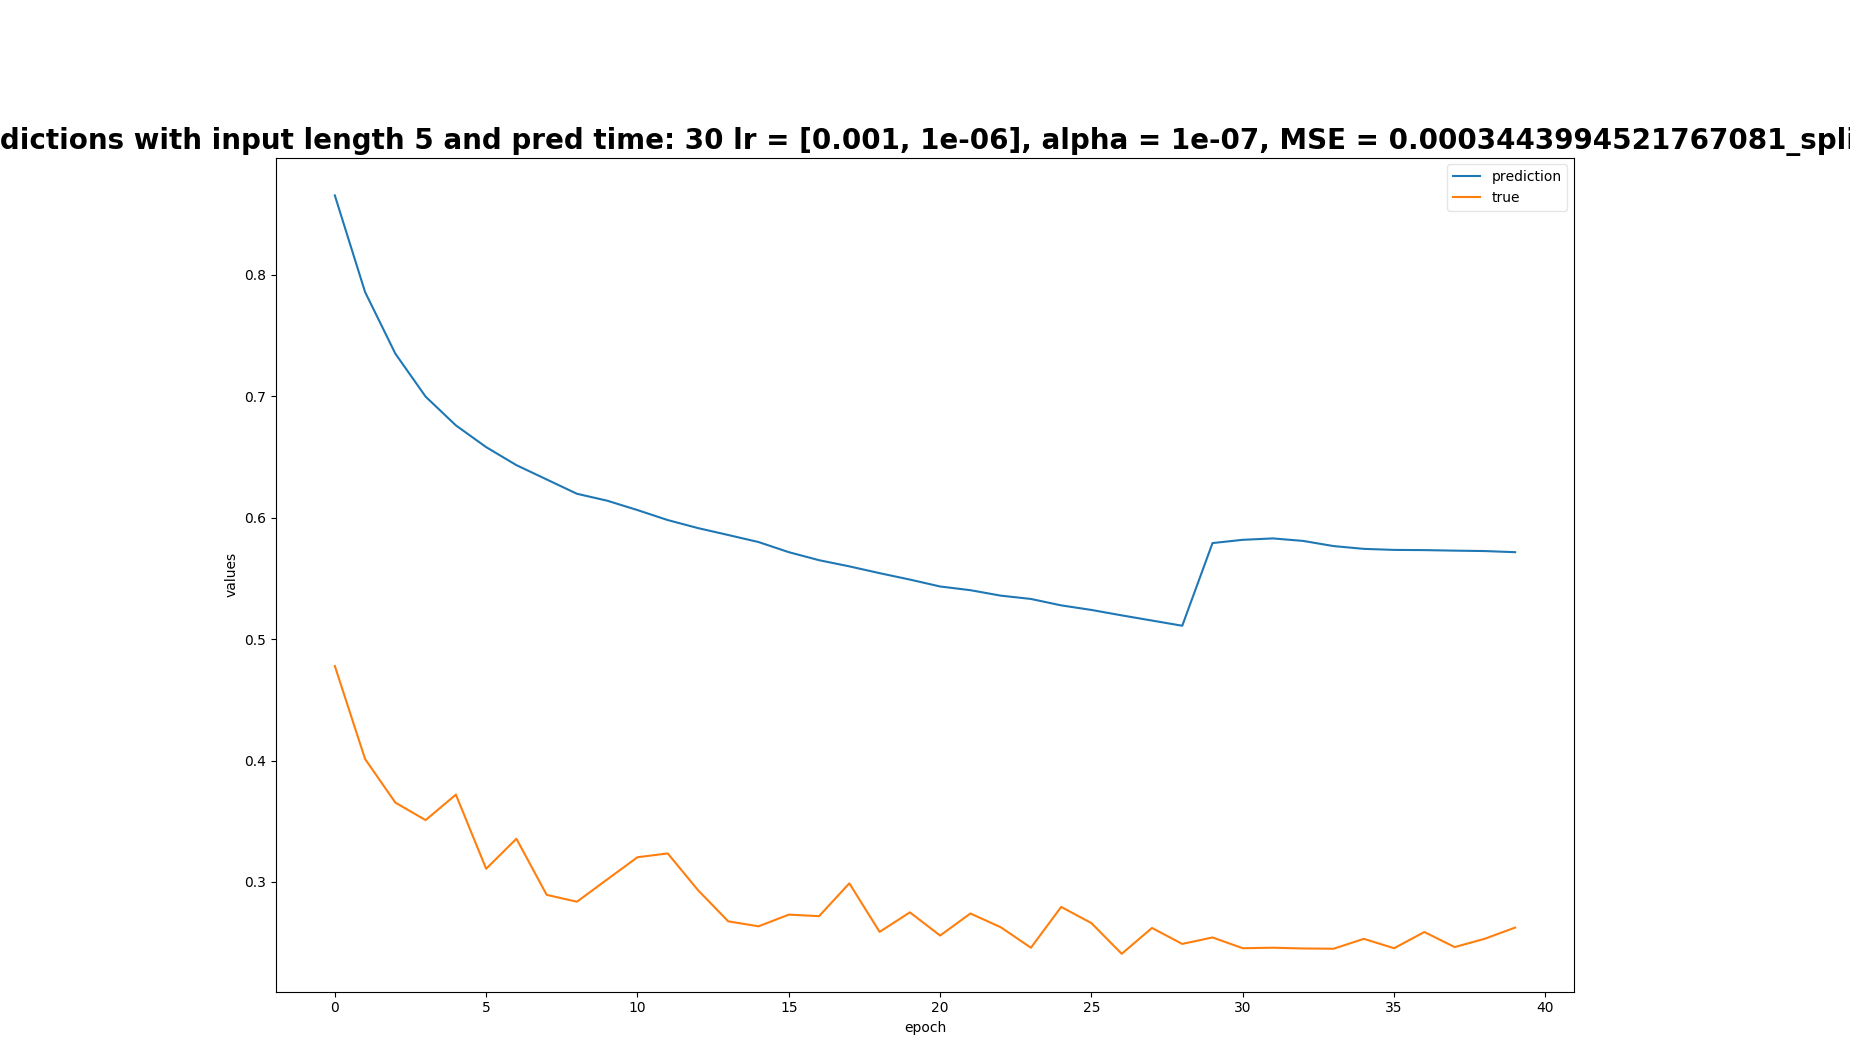 dictions with input length 5 and pred time: 30 lr = [0.001, 1e-06], alpha = 1e-07, MSE = 0.0003443994521767081_spli
prediction
true
values
0.8
0.7
0.6
0.5
0.4
0.3
0 5 10 15 20 25 30 35 40
epoch